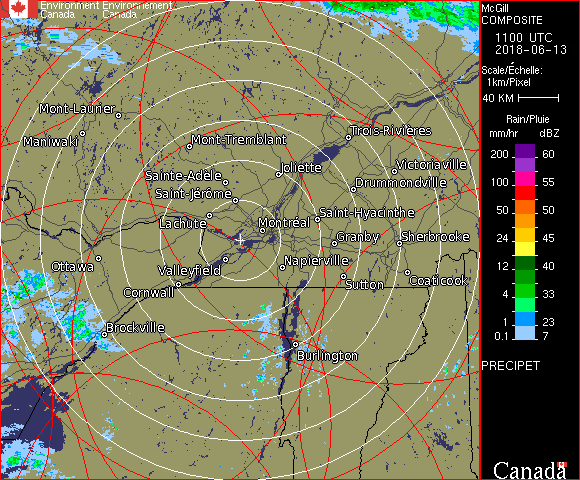 Environment Environnement
Canada Canada
McGill
COMPOSITE
1100 UTC
2018-06-13
Scale/Échelle:
1km/Pixel
40 KM
Rain/Pluie
mm/hr dBZ
200 60
100 55
50 50
24 45
12 40
4 33
1 23
0.1 7
PRECIPET
Canada
Mont-Laurier
Maniwaki
Mont-Tremblant
Trois-Rivières
Sainte-Adèle
Joliette
Victoriaville
Saint-Jérôme
Drummondville
Lachute
Montréal
Saint-Hyacinthe
Granby
Sherbrooke
Ottawa
Valleyfield
Napierville
Cornwall
Sutton
Coaticook
Brockville
Burlington